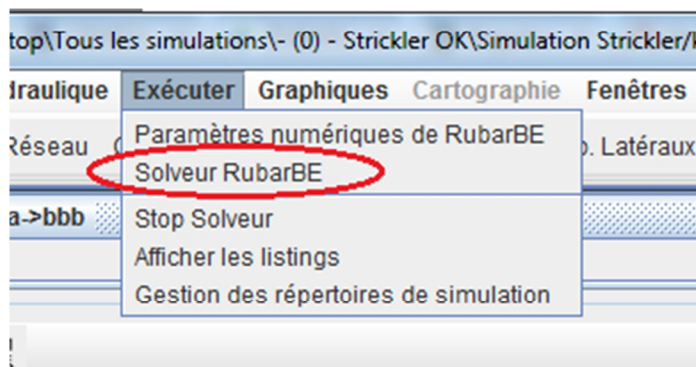 top\Tous les simulations\- (0) - Strickler OK\Simulation Strickler/
draulique Exécuter Graphiques Cartographie Fenêtres
Réseau o. Latéraux
Paramètres numériques de RubarBE
Solveur RubarBE
a->bbb
Stop Solveur
Afficher les listings
Gestion des répertoires de simulation